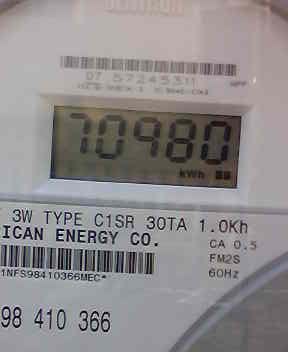 07 57245311
70980
kWh
3W TYPE C1SR 30TA 1.0Kh
RICAN ENERGY CO.
CA 0.5
FM2S
1NFS98410366MEC*
60Hz
98 410 366